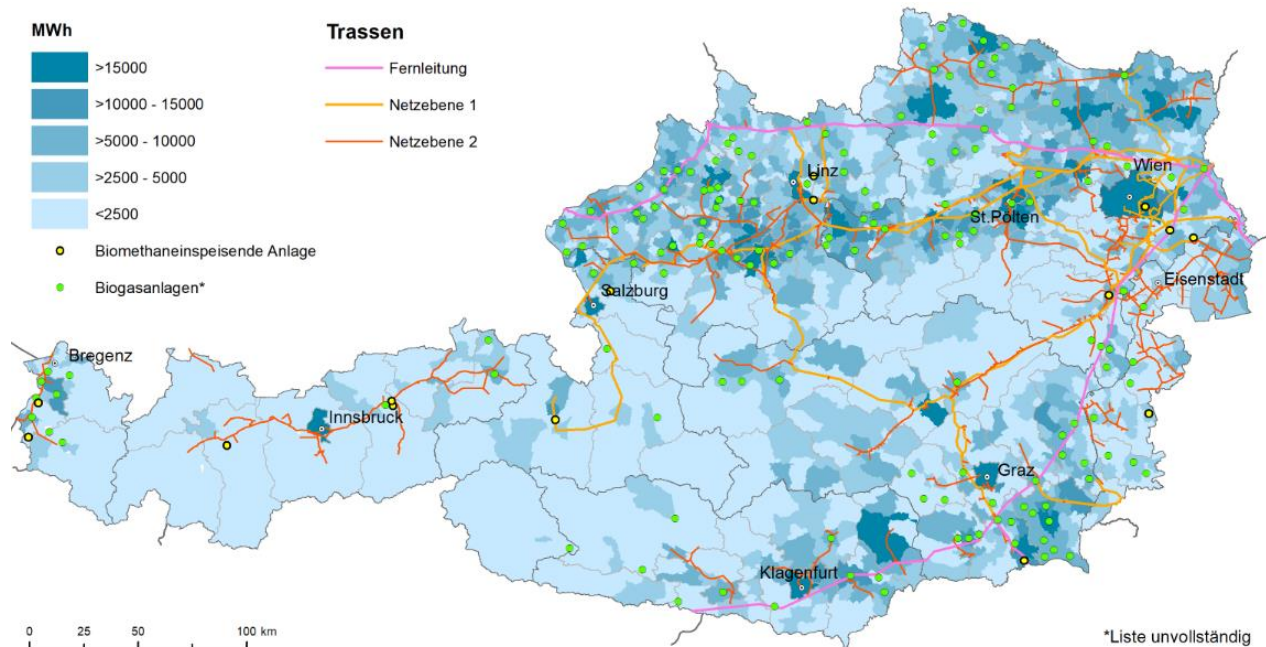 MWh
>15000
>10000 - 15000
>5000 - 10000
>2500 - 5000
<2500
Biomethaneinspeisende Anlage
Biogasanlagen*
Trassen
Fernleitung
Netzebene 1
Netzebene 2
Linz
Wien
St.Pölten
Eisenstadt
Salzburg
Bregenz
Innsbruck
Graz
Klagenfurt
0 25 50 100 km
*Liste unvollständig